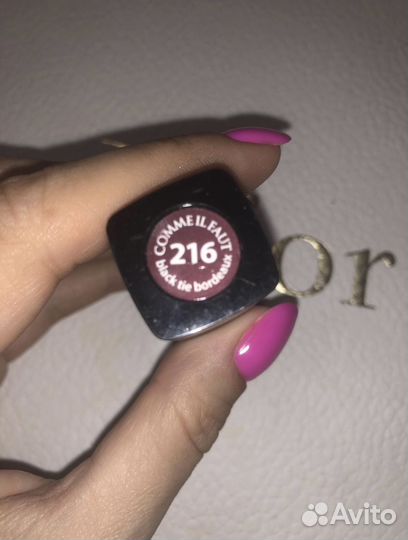 COMME IL FAUT
216
black tie bordeaux
or
Avito